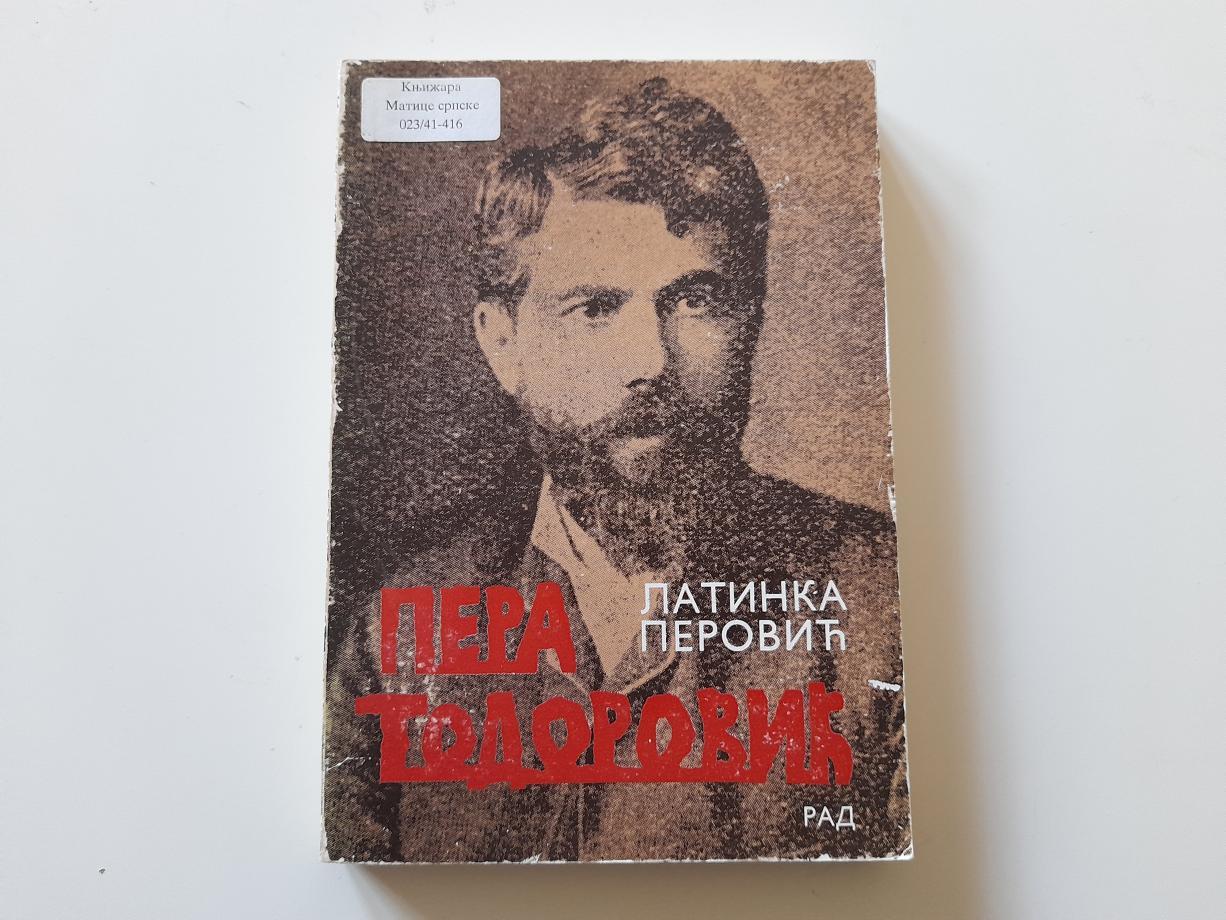 Књижара
Матице српске
023/41-416
ПЕРА
ЛАТИНКА
ПЕРОВИЋ
ТОДОРОВИЋ
РАД